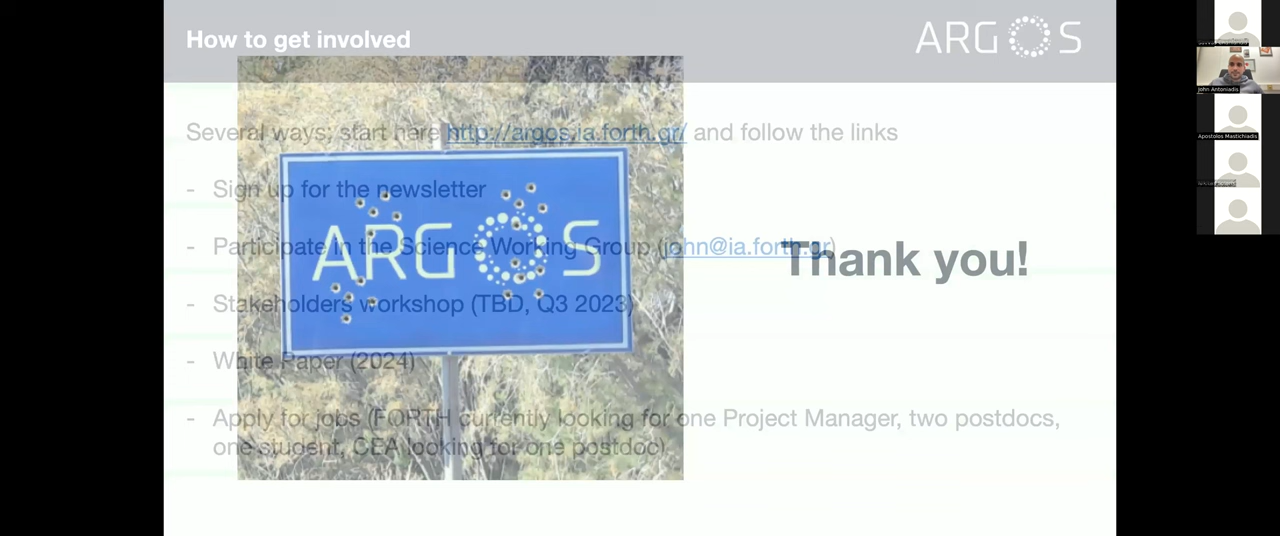 How to get involved
ARGOS
Several ways; start here http://argos.ia.forth.gr/ and follow the links
- Sign up for the newsletter
- Participate in the Science Working Group (john@ia.forth.gr)
- Stakeholders workshop (TBD, Q3 2023)
- White Paper (2024)
- Apply for jobs (FORTH currently looking for one Project Manager, two postdocs,
one student, CEA looking for one postdoc)
ARGOS
Thank you!
John Antoniadis
Apostolos Mastichiadis